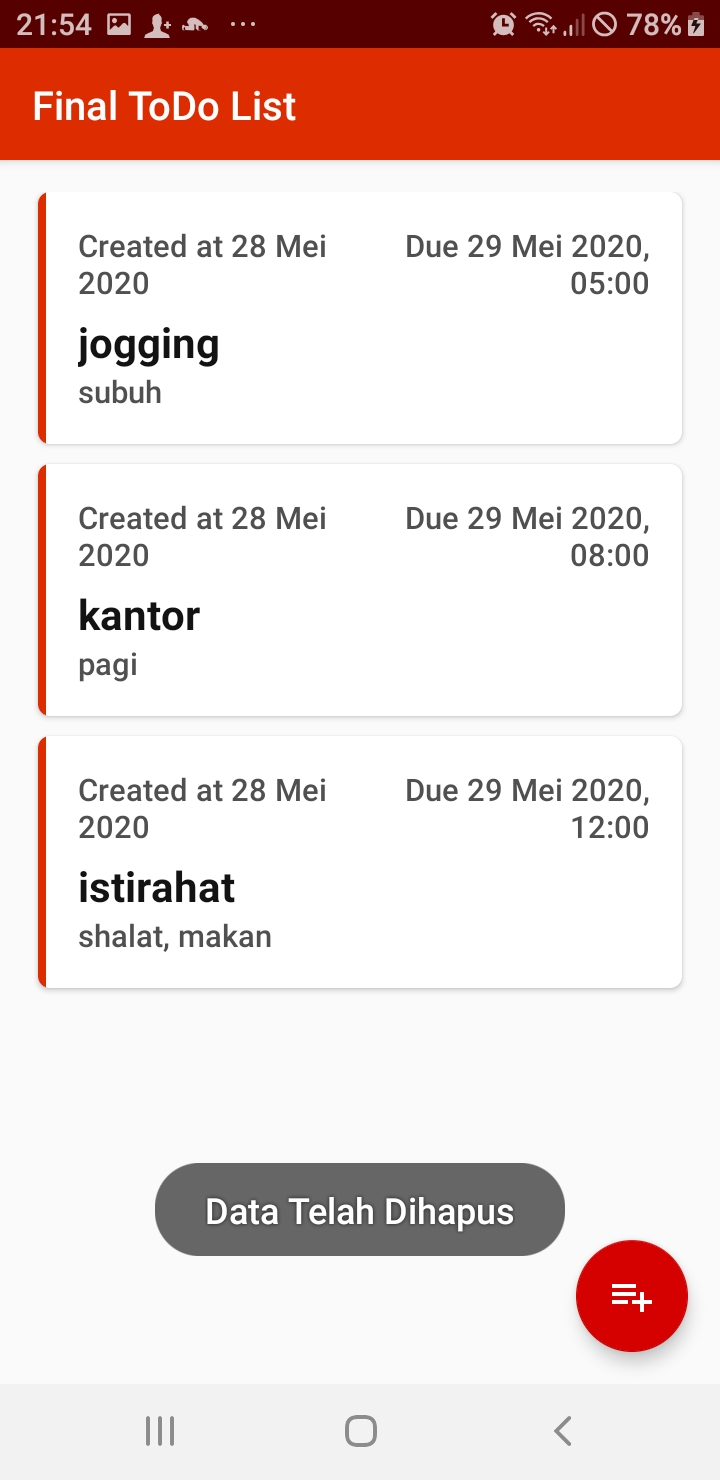 21:54
78%
Final ToDo List
Created at 28 Mei
2020
Due 29 Mei 2020,
05:00
jogging
subuh
Created at 28 Mei
2020
Due 29 Mei 2020,
08:00
kantor
pagi
Created at 28 Mei
2020
Due 29 Mei 2020,
12:00
istirahat
shalat, makan
Data Telah Dihapus